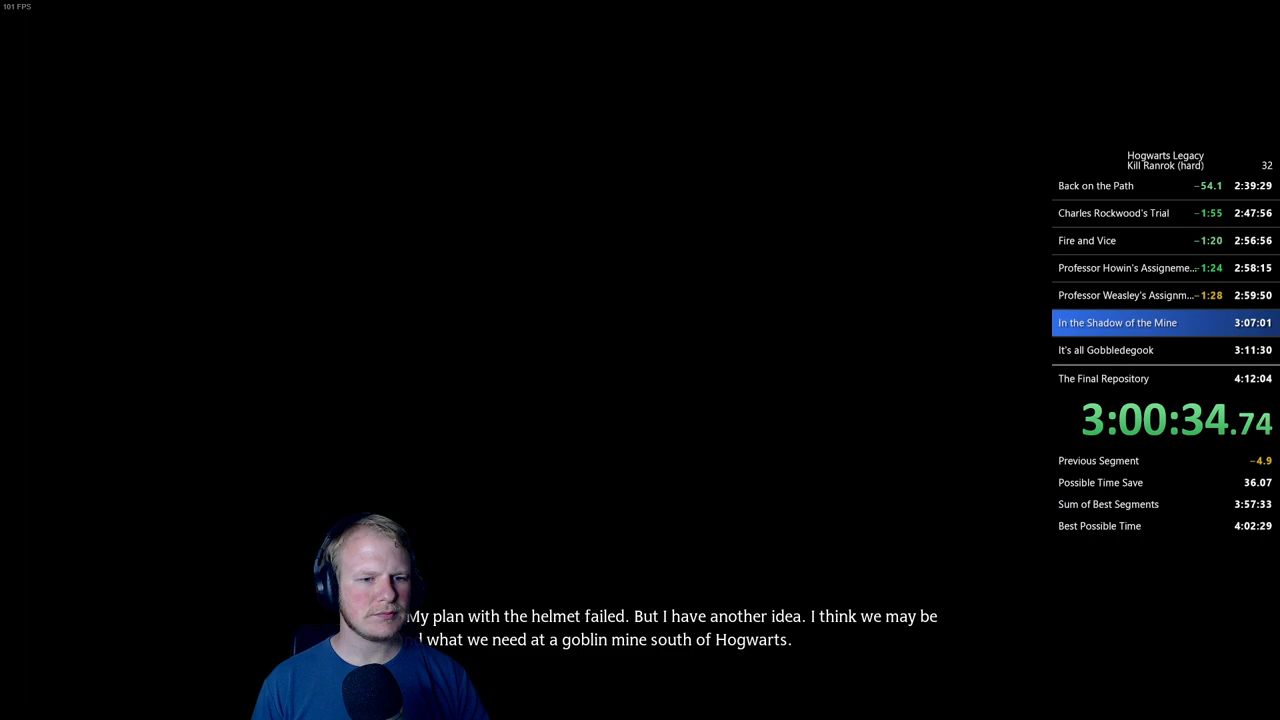 101 FPS
Hogwarts Legacy
Kill Ranrok (hard) 32
Back on the Path -54.1 2:39:29
Charles Rockwood's Trial -1:55 2:47:56
Fire and Vice -1:20 2:56:56
Professor Howin's Assigneme... -1:24 2:58:15
Professor Weasley's Assignm... -1:28 2:59:50
In the Shadow of the Mine 3:07:01
It's all Gobbledegook 3:11:30
The Final Repository 4:12:04
3:00:34.74
Previous Segment -4.9
Possible Time Save 36.07
Sum of Best Segments 3:57:33
Best Possible Time 4:02:29
My plan with the helmet failed. But I have another idea. I think we may be
what we need at a goblin mine south of Hogwarts.